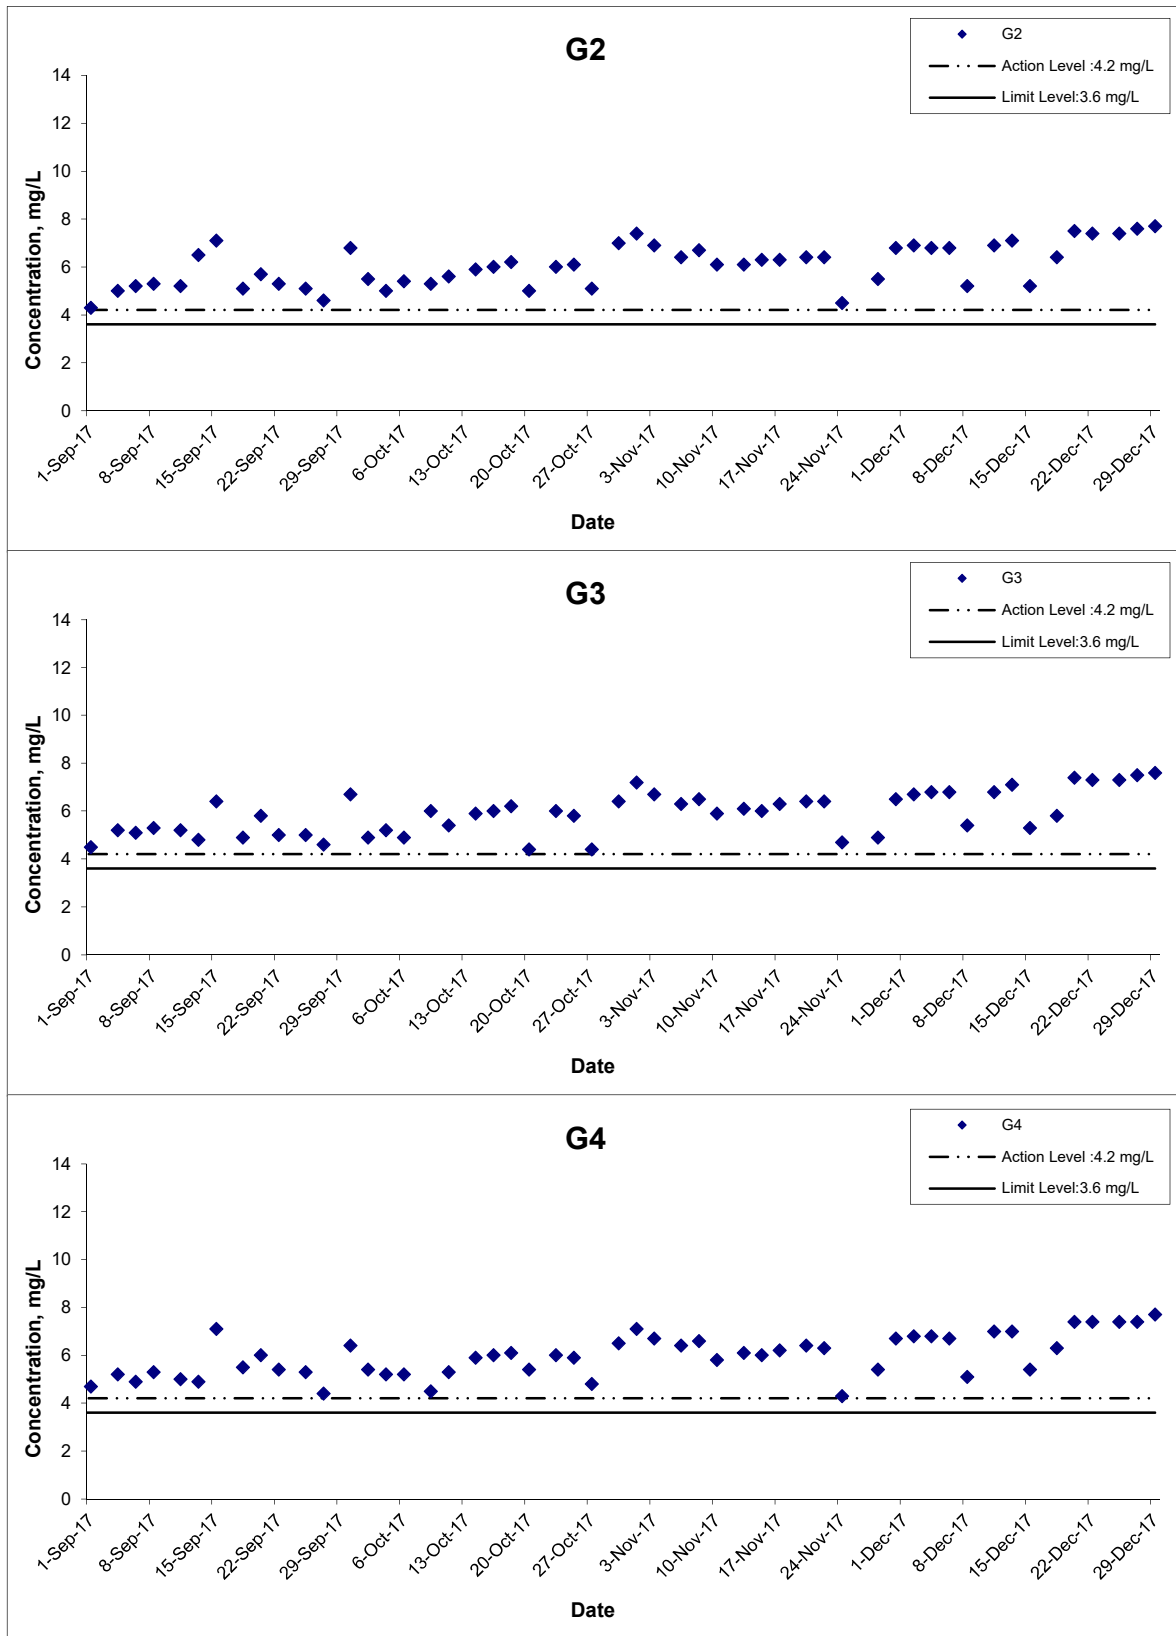 G2
G2
Action Level :4.2 mg/L
Limit Level:3.6 mg/L
Concentration, mg/L
14
12
10
8
6
4
2
0
1-Sep-17
8-Sep-17
15-Sep-17
22-Sep-17
29-Sep-17
6-Oct-17
13-Oct-17
20-Oct-17
27-Oct-17
3-Nov-17
10-Nov-17
17-Nov-17
24-Nov-17
1-Dec-17
8-Dec-17
15-Dec-17
22-Dec-17
29-Dec-17
Date
G3
G3
Action Level :4.2 mg/L
Limit Level:3.6 mg/L
Concentration, mg/L
14
12
10
8
6
4
2
0
1-Sep-17
8-Sep-17
15-Sep-17
22-Sep-17
29-Sep-17
6-Oct-17
13-Oct-17
20-Oct-17
27-Oct-17
3-Nov-17
10-Nov-17
17-Nov-17
24-Nov-17
1-Dec-17
8-Dec-17
15-Dec-17
22-Dec-17
29-Dec-17
Date
G4
G4
Action Level :4.2 mg/L
Limit Level:3.6 mg/L
Concentration, mg/L
14
12
10
8
6
4
2
0
1-Sep-17
8-Sep-17
15-Sep-17
22-Sep-17
29-Sep-17
6-Oct-17
13-Oct-17
20-Oct-17
27-Oct-17
3-Nov-17
10-Nov-17
17-Nov-17
24-Nov-17
1-Dec-17
8-Dec-17
15-Dec-17
22-Dec-17
29-Dec-17
Date